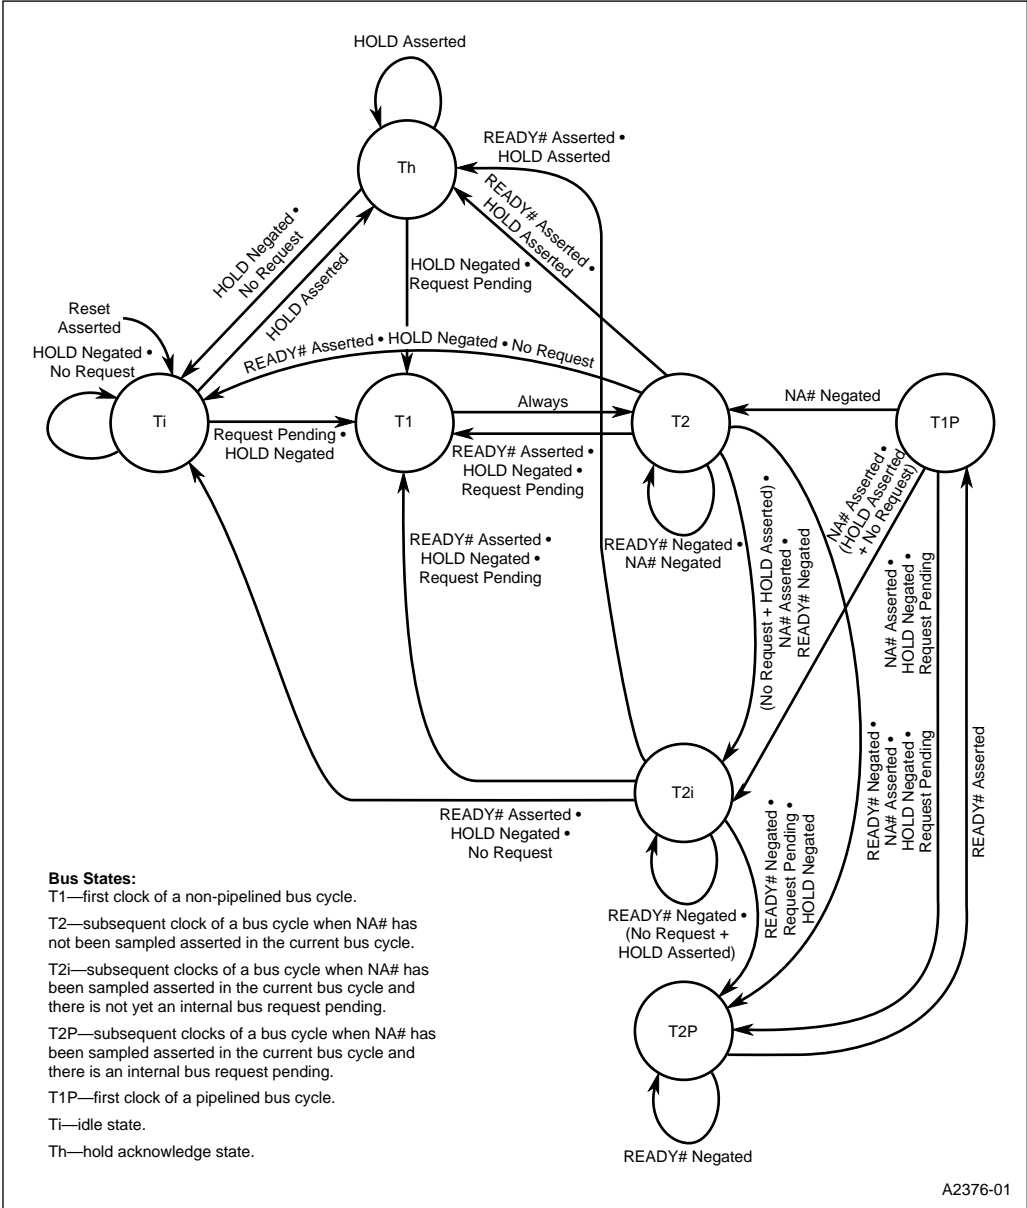 HOLD Asserted
READY# Asserted •
HOLD Asserted
Th
READY# Asserted •
HOLD Asserted
HOLD Negated •
No Request
HOLD Asserted
HOLD Negated •
Request Pending
Reset
Asserted
HOLD Negated •
No Request
READY# Asserted • HOLD Negated • No Request
Ti
Request Pending •
HOLD Negated
T1
Always
READY# Asserted •
HOLD Negated •
Request Pending
T2
NA# Negated
T1P
READY# Negated •
NA# Negated
READY# Asserted •
HOLD Negated •
Request Pending
(No Request + HOLD Asserted) •
NA# Asserted •
READY# Negated
NA# Asserted •
(HOLD Asserted
+ No Request)
NA# Asserted •
HOLD Negated •
Request Pending
READY# Negated •
NA# Asserted •
HOLD Negated •
Request Pending
READY# Asserted
T2i
READY# Asserted •
HOLD Negated •
No Request
READY# Negated •
Request Pending •
HOLD Negated
READY# Negated •
(No Request +
HOLD Asserted)
T2P
READY# Negated
Bus States:
T1—first clock of a non-pipelined bus cycle.
T2—subsequent clock of a bus cycle when NA# has
not been sampled asserted in the current bus cycle.
T2i—subsequent clocks of a bus cycle when NA# has
been sampled asserted in the current bus cycle and
there is not yet an internal bus request pending.
T2P—subsequent clocks of a bus cycle when NA# has
been sampled asserted in the current bus cycle and
there is an internal bus request pending.
T1P—first clock of a pipelined bus cycle.
Ti—idle state.
Th—hold acknowledge state.
A2376-01